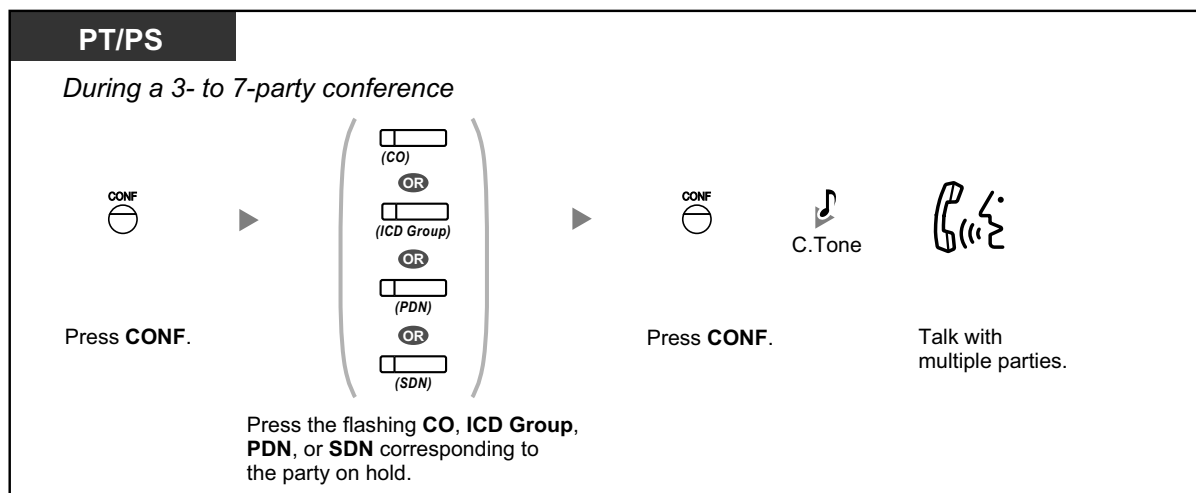 PT/PS
During a 3- to 7-party conference
CONF
(CO)
OR
(ICD Group)
OR
(PDN)
OR
(SDN)
CONF
C.Tone
Press CONF.
Press the flashing CO, ICD Group,
PDN, or SDN corresponding to
the party on hold.
Press CONF.
Talk with
multiple parties.